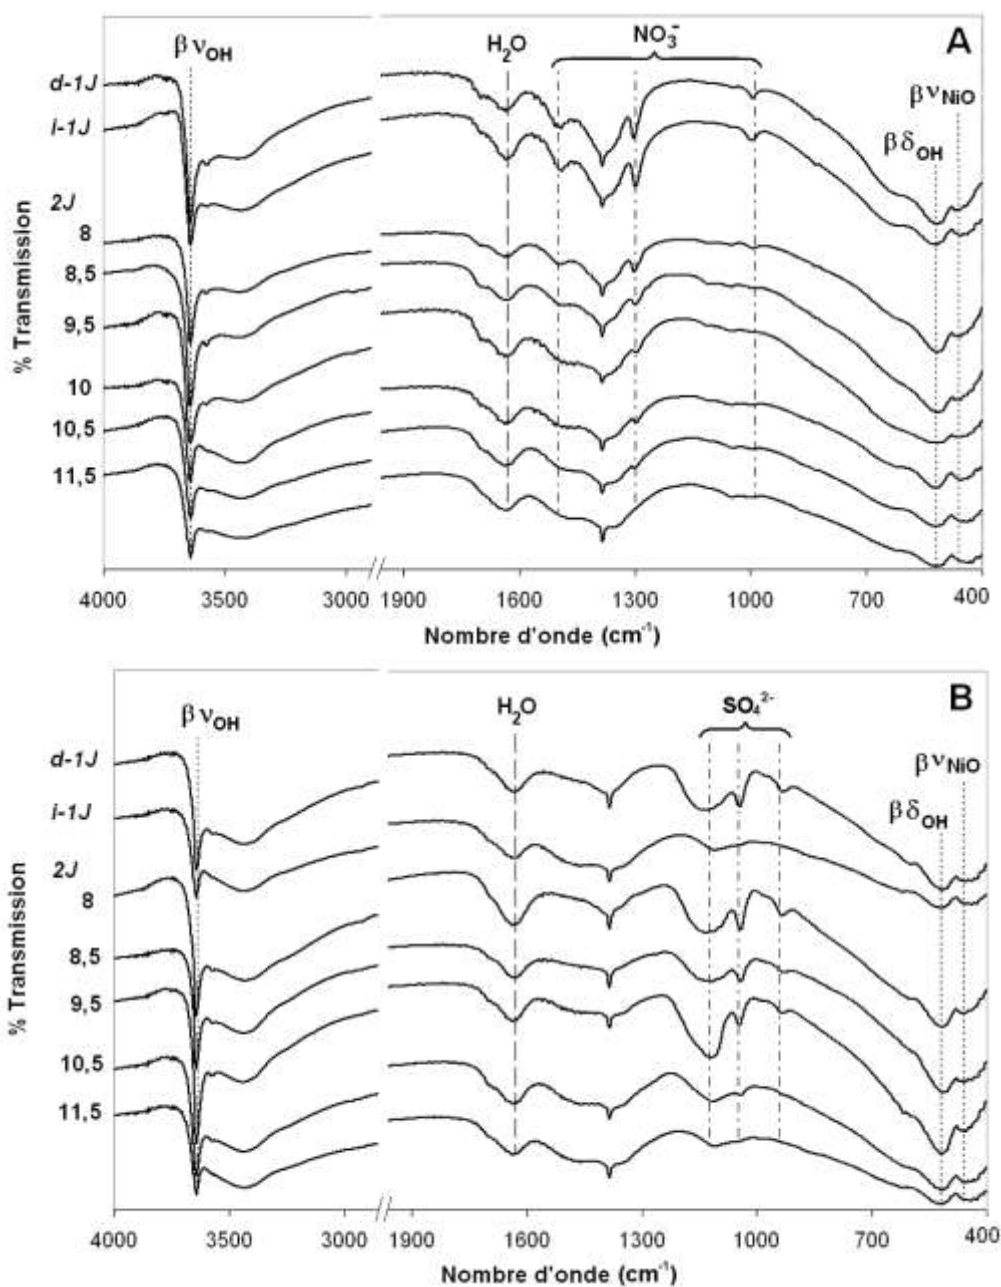 A
β ν_OH
H₂O
NO₃⁻
β ν_NiO
β δ_OH
d-1J
i-1J
2J
8
8,5
9,5
10
10,5
11,5
% Transmission
4000 3500 3000 1900 1600 1300 1000 700 400
Nombre d'onde (cm⁻¹)
B
β ν_OH
H₂O
SO₄²⁻
β ν_NiO
β δ_OH
d-1J
i-1J
2J
8
8,5
9,5
10,5
11,5
% Transmission
4000 3500 3000 1900 1600 1300 1000 700 400
Nombre d'onde (cm⁻¹)